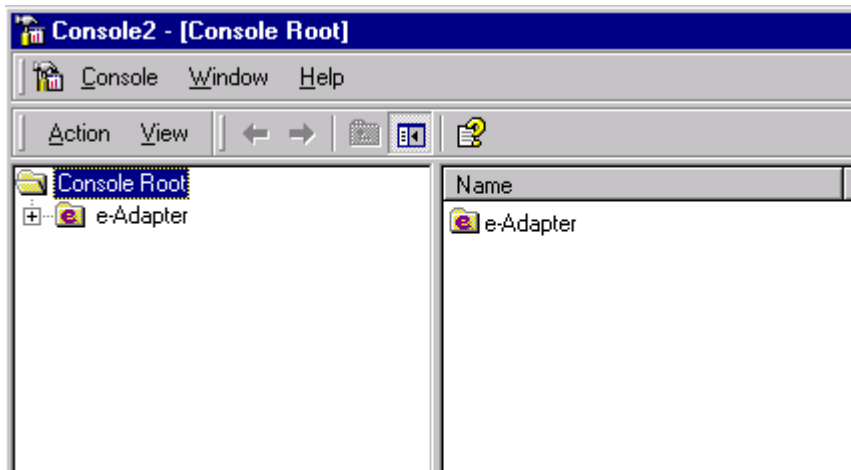 Console2 - [Console Root]
Console Window Help
Action View
Console Root
e-Adapter
Name
e-Adapter